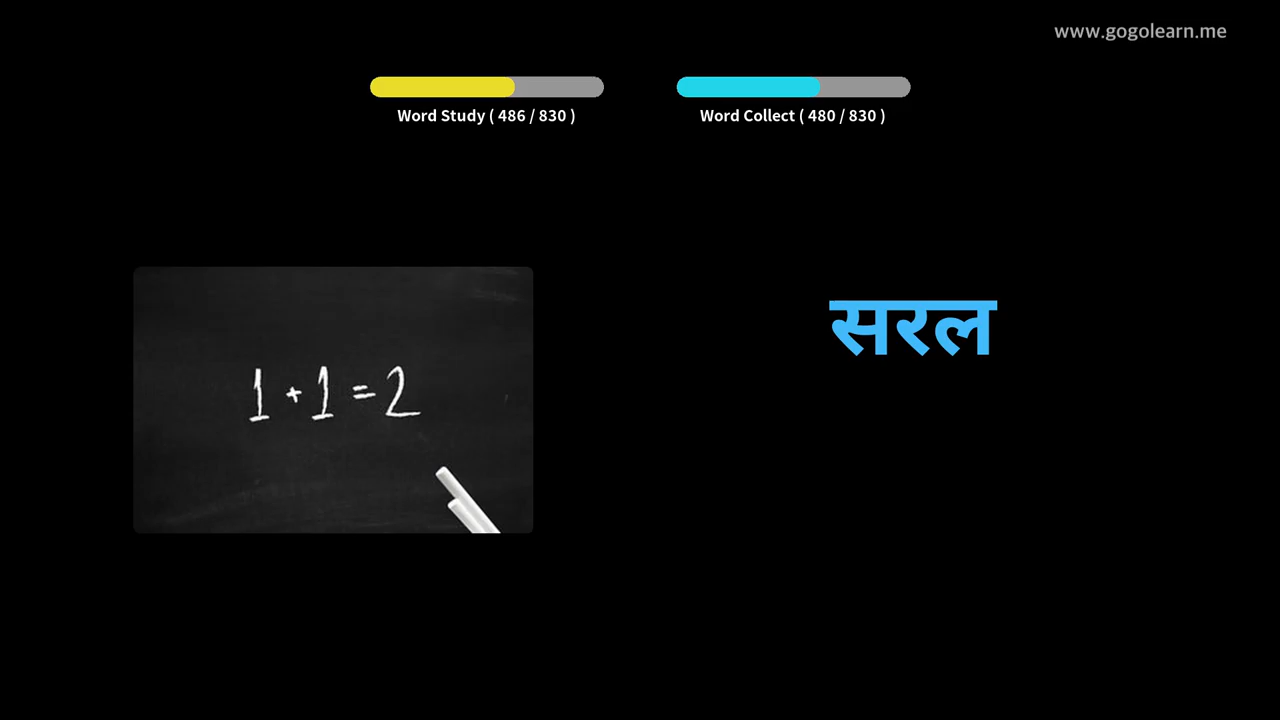 www.gogolearn.me
Word Study ( 486 / 830 )
Word Collect ( 480 / 830 )
सरल
1 + 1 = 2